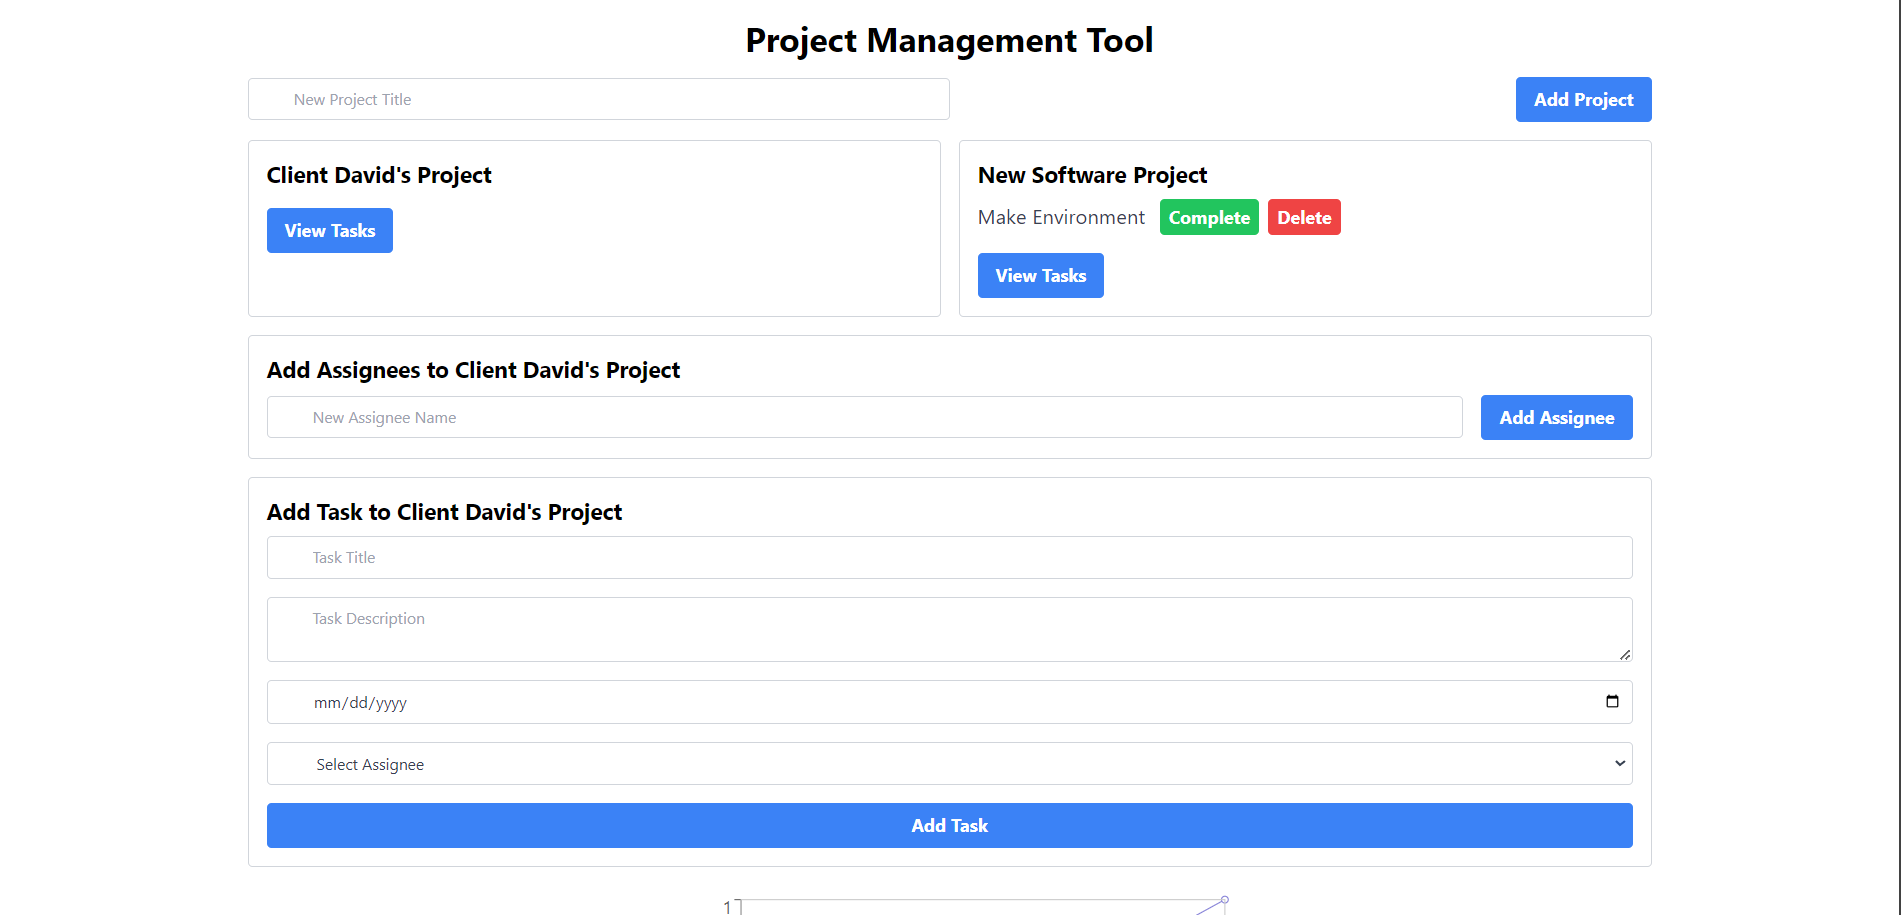 Project Management Tool
New Project Title
Add Project
Client David's Project
View Tasks
New Software Project
Make Environment Complete Delete
View Tasks
Add Assignees to Client David's Project
New Assignee Name
Add Assignee
Add Task to Client David's Project
Task Title
Task Description
mm/dd/yyyy
Select Assignee
Add Task
1